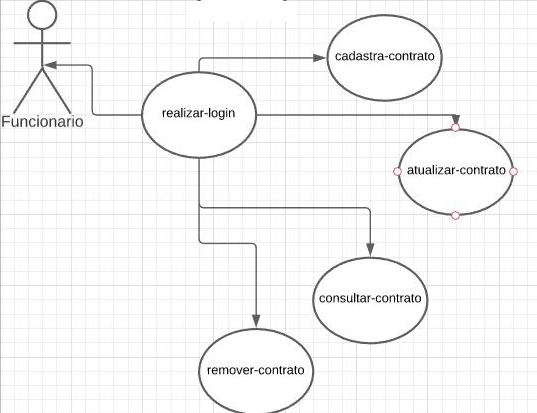 cadastra-contrato
realizar-login
Funcionario
atualizar-contrato
consultar-contrato
remover-contrato